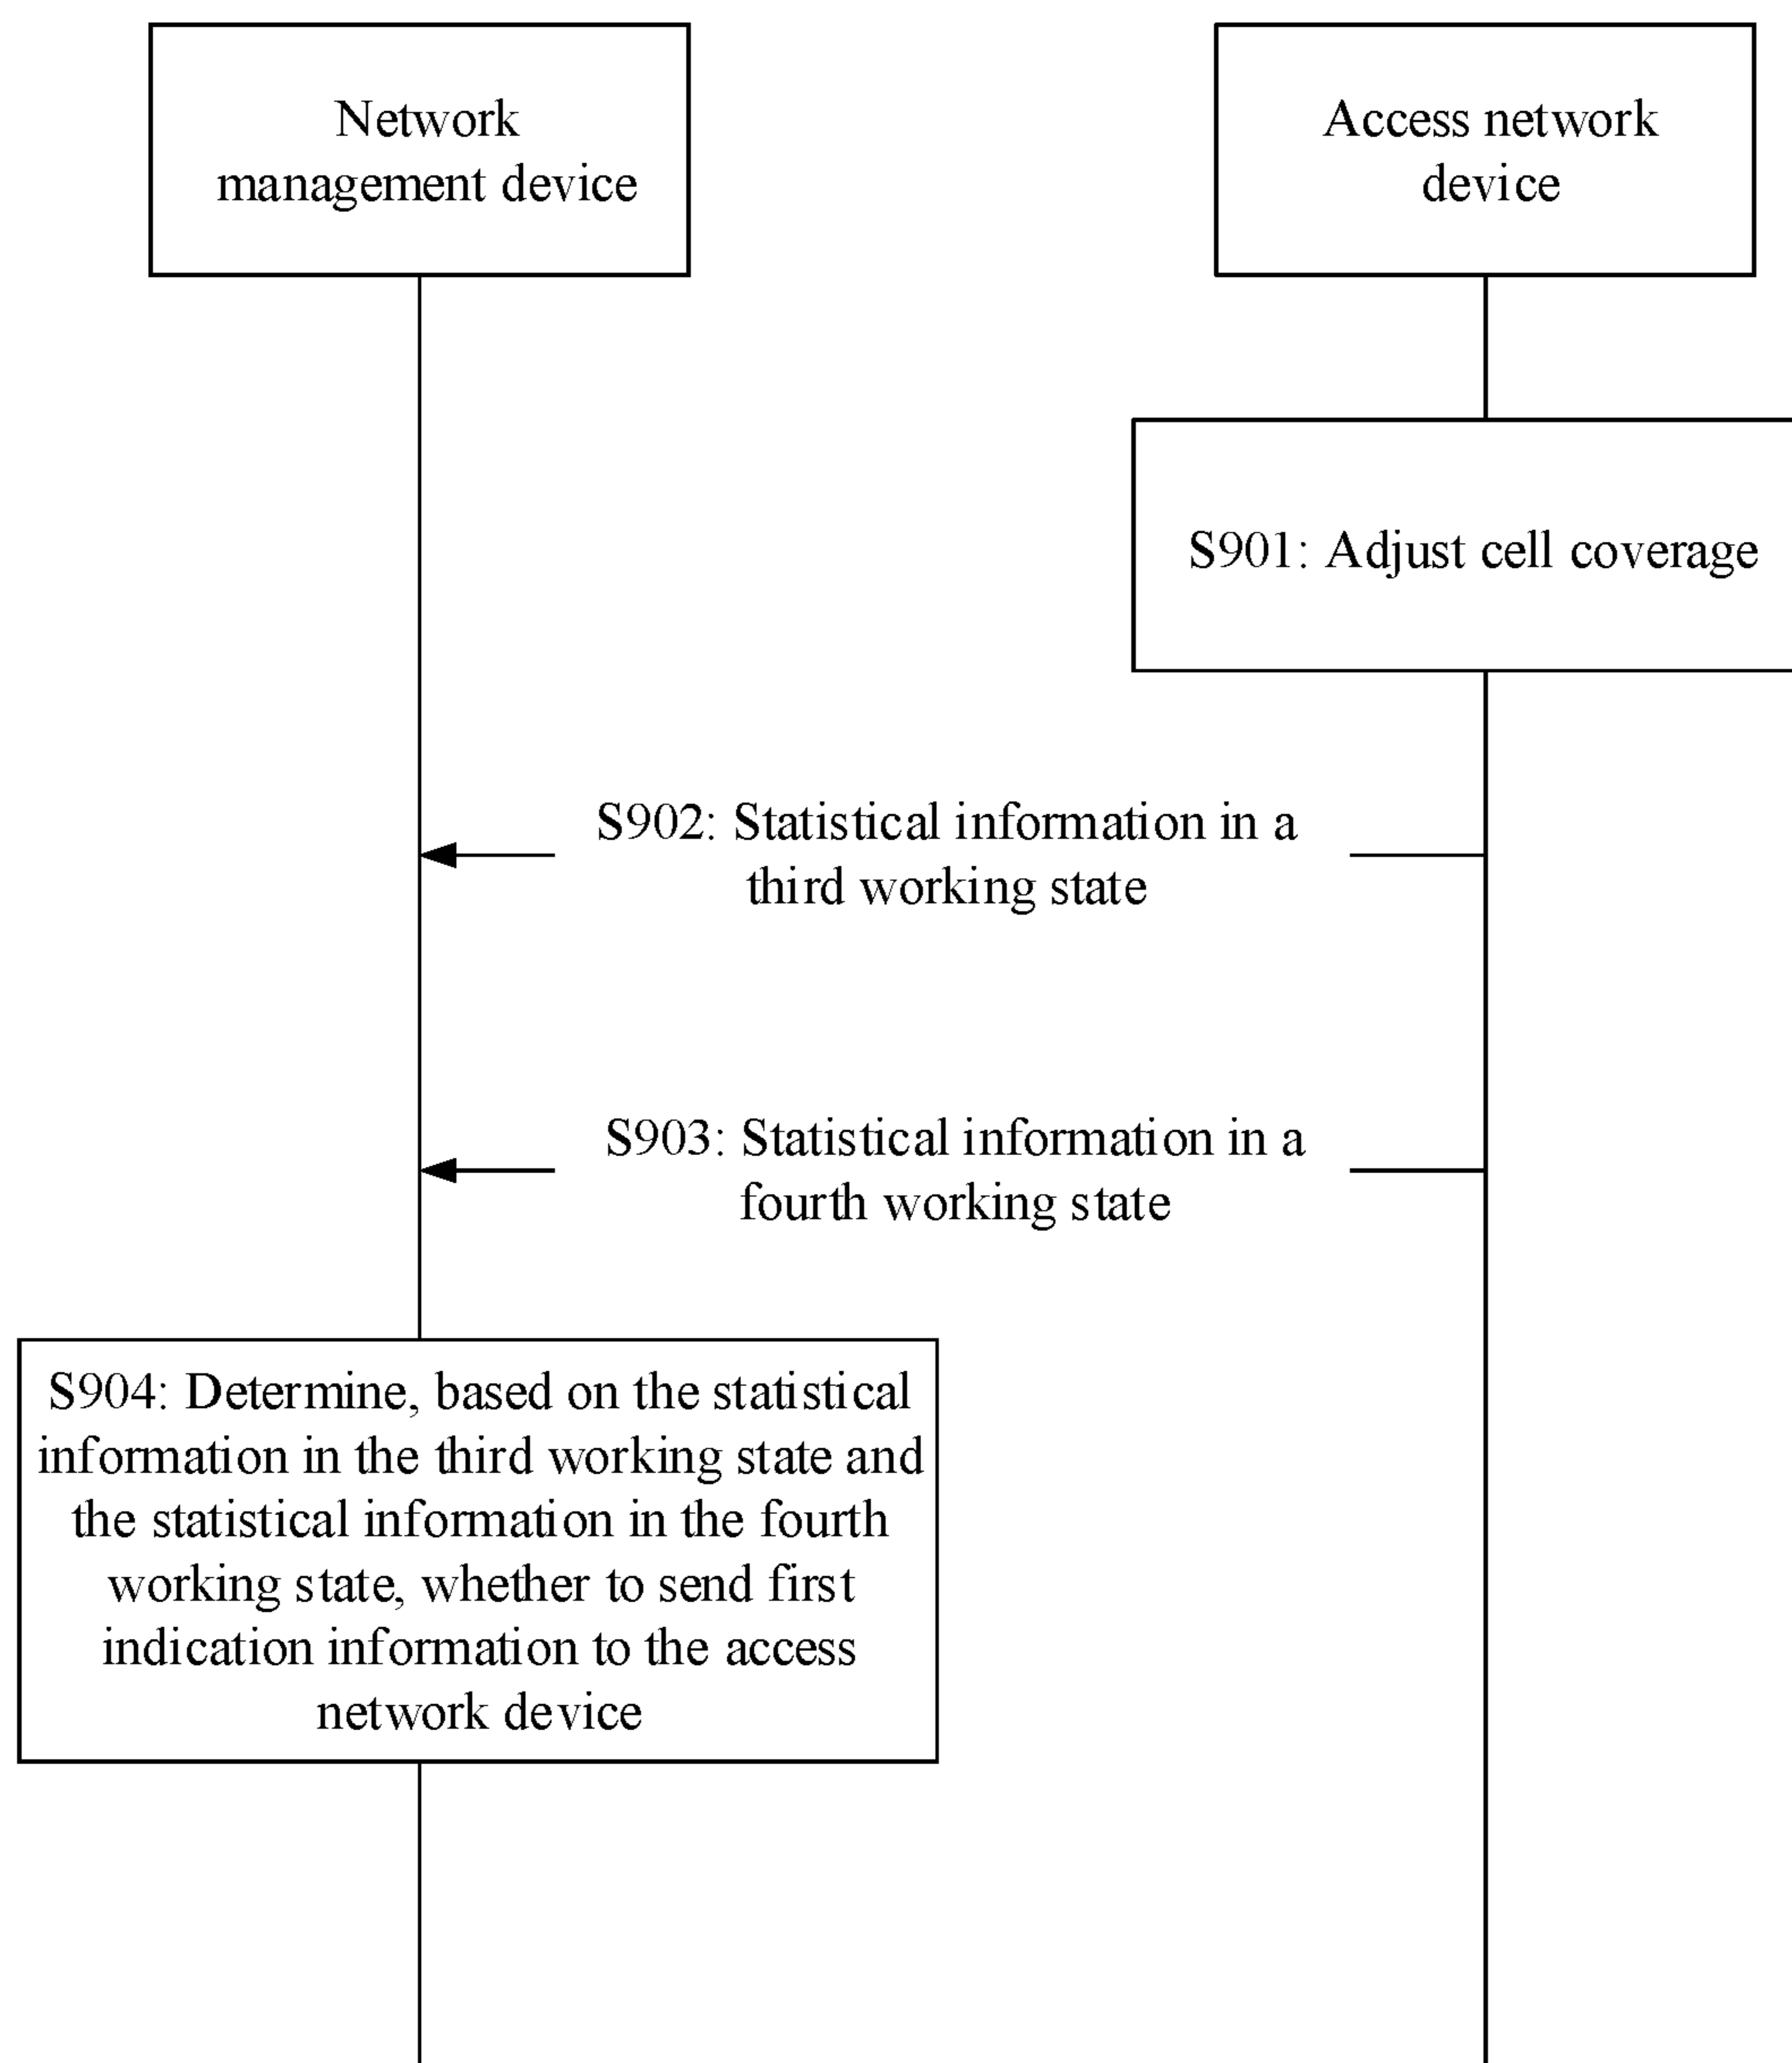 Network
management device
Access network
device
S901: Adjust cell coverage
S902: Statistical information in a
third working state
S903: Statistical information in a
fourth working state
S904: Determine, based on the statistical
information in the third working state and
the statistical information in the fourth
working state, whether to send first
indication information to the access
network device